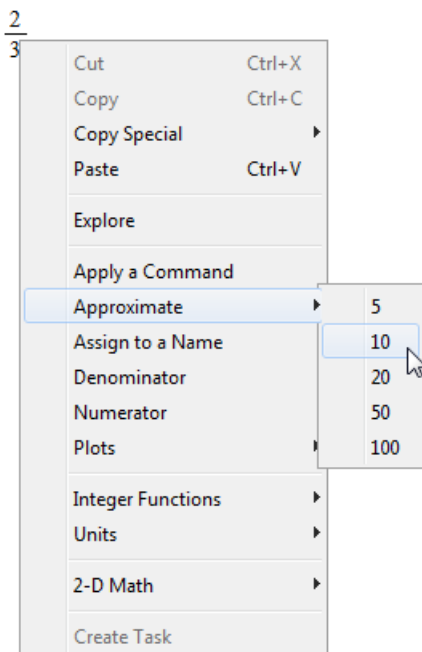 2
3
Cut Ctrl+X
Copy Ctrl+C
Copy Special
Paste Ctrl+V
Explore
Apply a Command
Approximate
Assign to a Name
Denominator
Numerator
Plots
Integer Functions
Units
2-D Math
Create Task
5
10
20
50
100